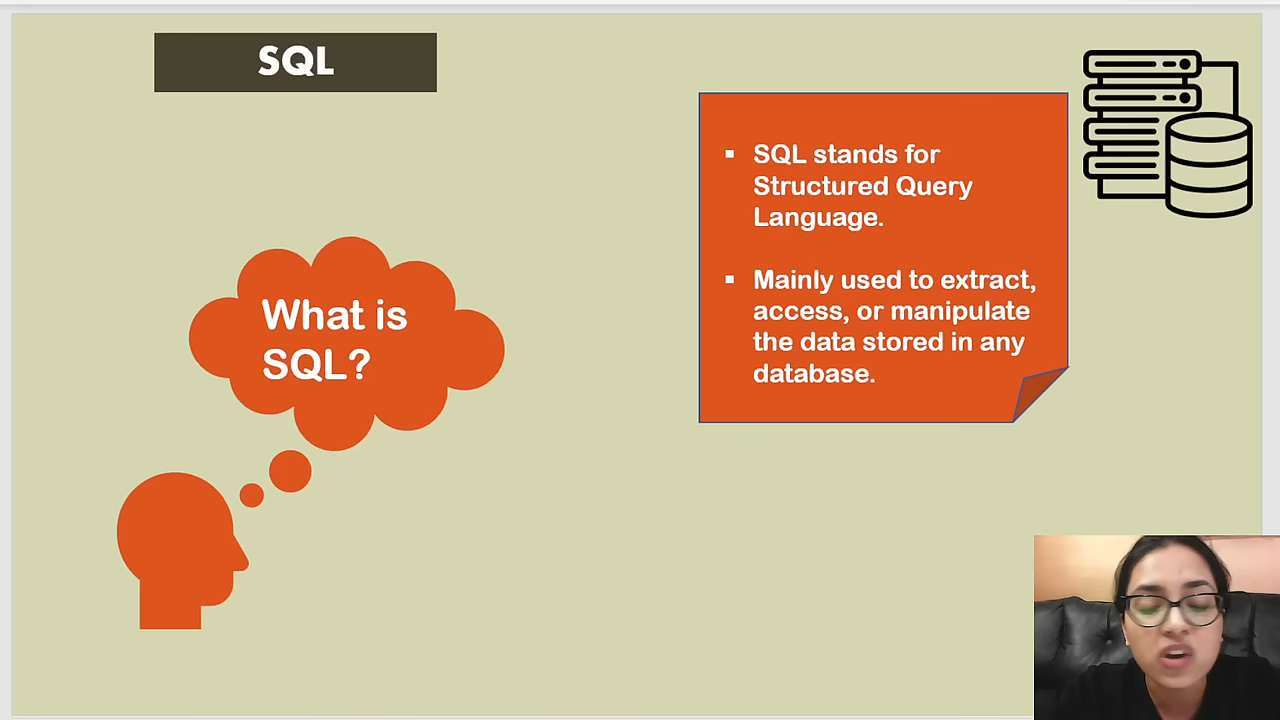 SQL
What is
SQL?
▪ SQL stands for
Structured Query
Language.
▪ Mainly used to extract,
access, or manipulate
the data stored in any
database.